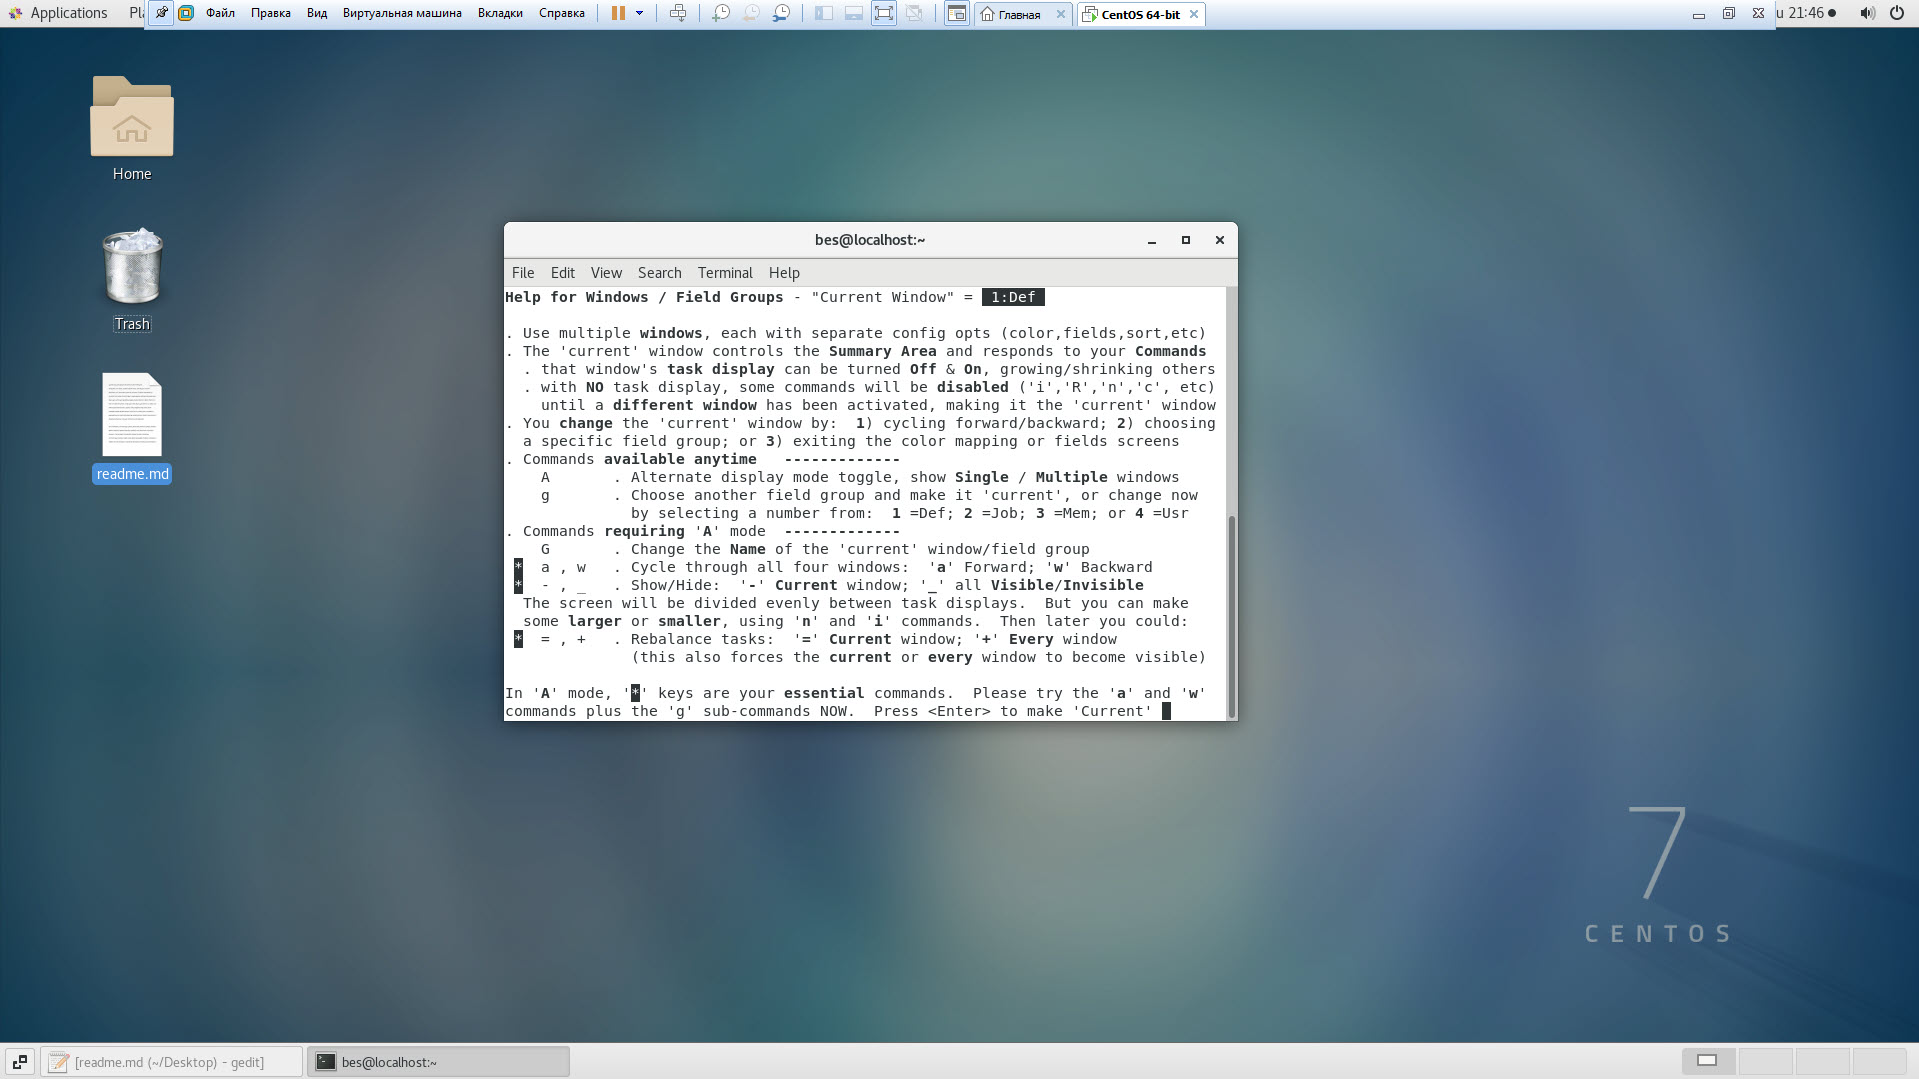 Applications Файл Правка Вид Виртуальная машина Вкладки Справка Главная CentOS 64-bit 21:46
Home
Trash
readme.md
bes@localhost:~
File Edit View Search Terminal Help
Help for Windows / Field Groups - "Current Window" = 1:Def
. Use multiple windows, each with separate config opts (color,fields,sort,etc)
. The 'current' window controls the Summary Area and responds to your Commands
. that window's task display can be turned Off & On, growing/shrinking others
. with NO task display, some commands will be disabled ('i','R','n','c', etc)
until a different window has been activated, making it the 'current' window
. You change the 'current' window by:  1) cycling forward/backward; 2) choosing
a specific field group; or 3) exiting the color mapping or fields screens
. Commands available anytime   -------------
A       . Alternate display mode toggle, show Single / Multiple windows
g       . Choose another field group and make it 'current', or change now
by selecting a number from:  1 =Def; 2 =Job; 3 =Mem; or 4 =Usr
. Commands requiring 'A' mode  -------------
G       . Change the Name of the 'current' window/field group
*  a , w   . Cycle through all four windows:  'a' Forward; 'w' Backward
*  - , _   . Show/Hide:  '-' Current window; '_' all Visible/Invisible
The screen will be divided evenly between task displays.  But you can make
some larger or smaller, using 'n' and 'i' commands.  Then later you could:
*  = , +   . Rebalance tasks:  '=' Current window; '+' Every window
(this also forces the current or every window to become visible)
In 'A' mode, '*' keys are your essential commands.  Please try the 'a' and 'w'
commands plus the 'g' sub-commands NOW.  Press <Enter> to make 'Current'
7
CENTOS
[readme.md (~/Desktop) - gedit] bes@localhost:~